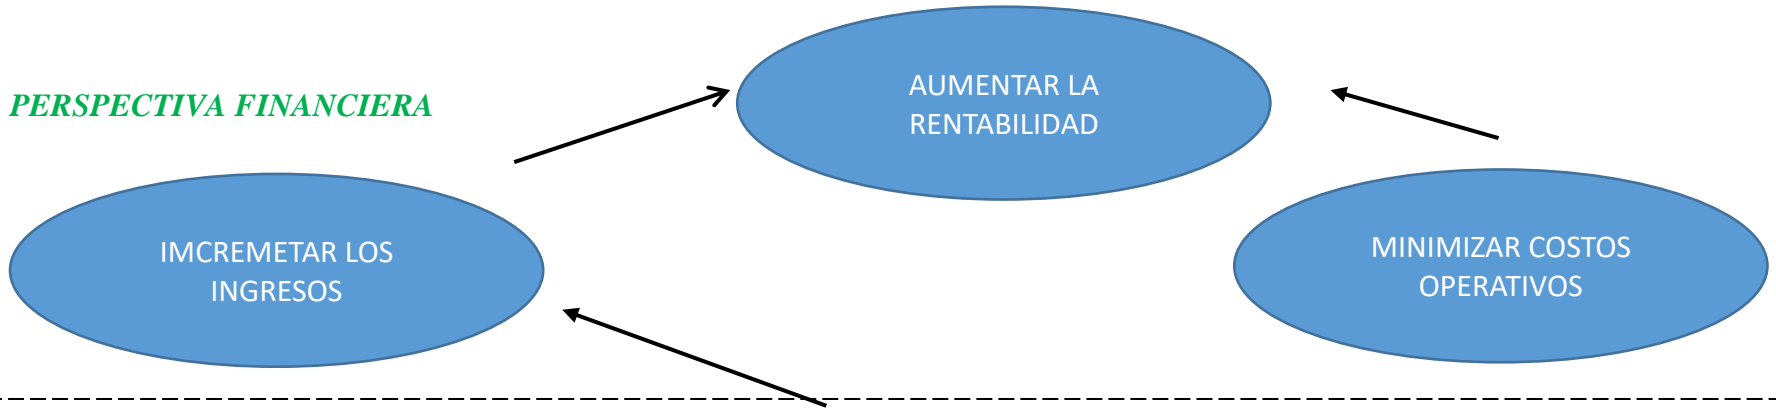 PERSPECTIVA FINANCIERA
AUMENTAR LA
RENTABILIDAD
IMCREMETAR LOS
INGRESOS
MINIMIZAR COSTOS
OPERATIVOS